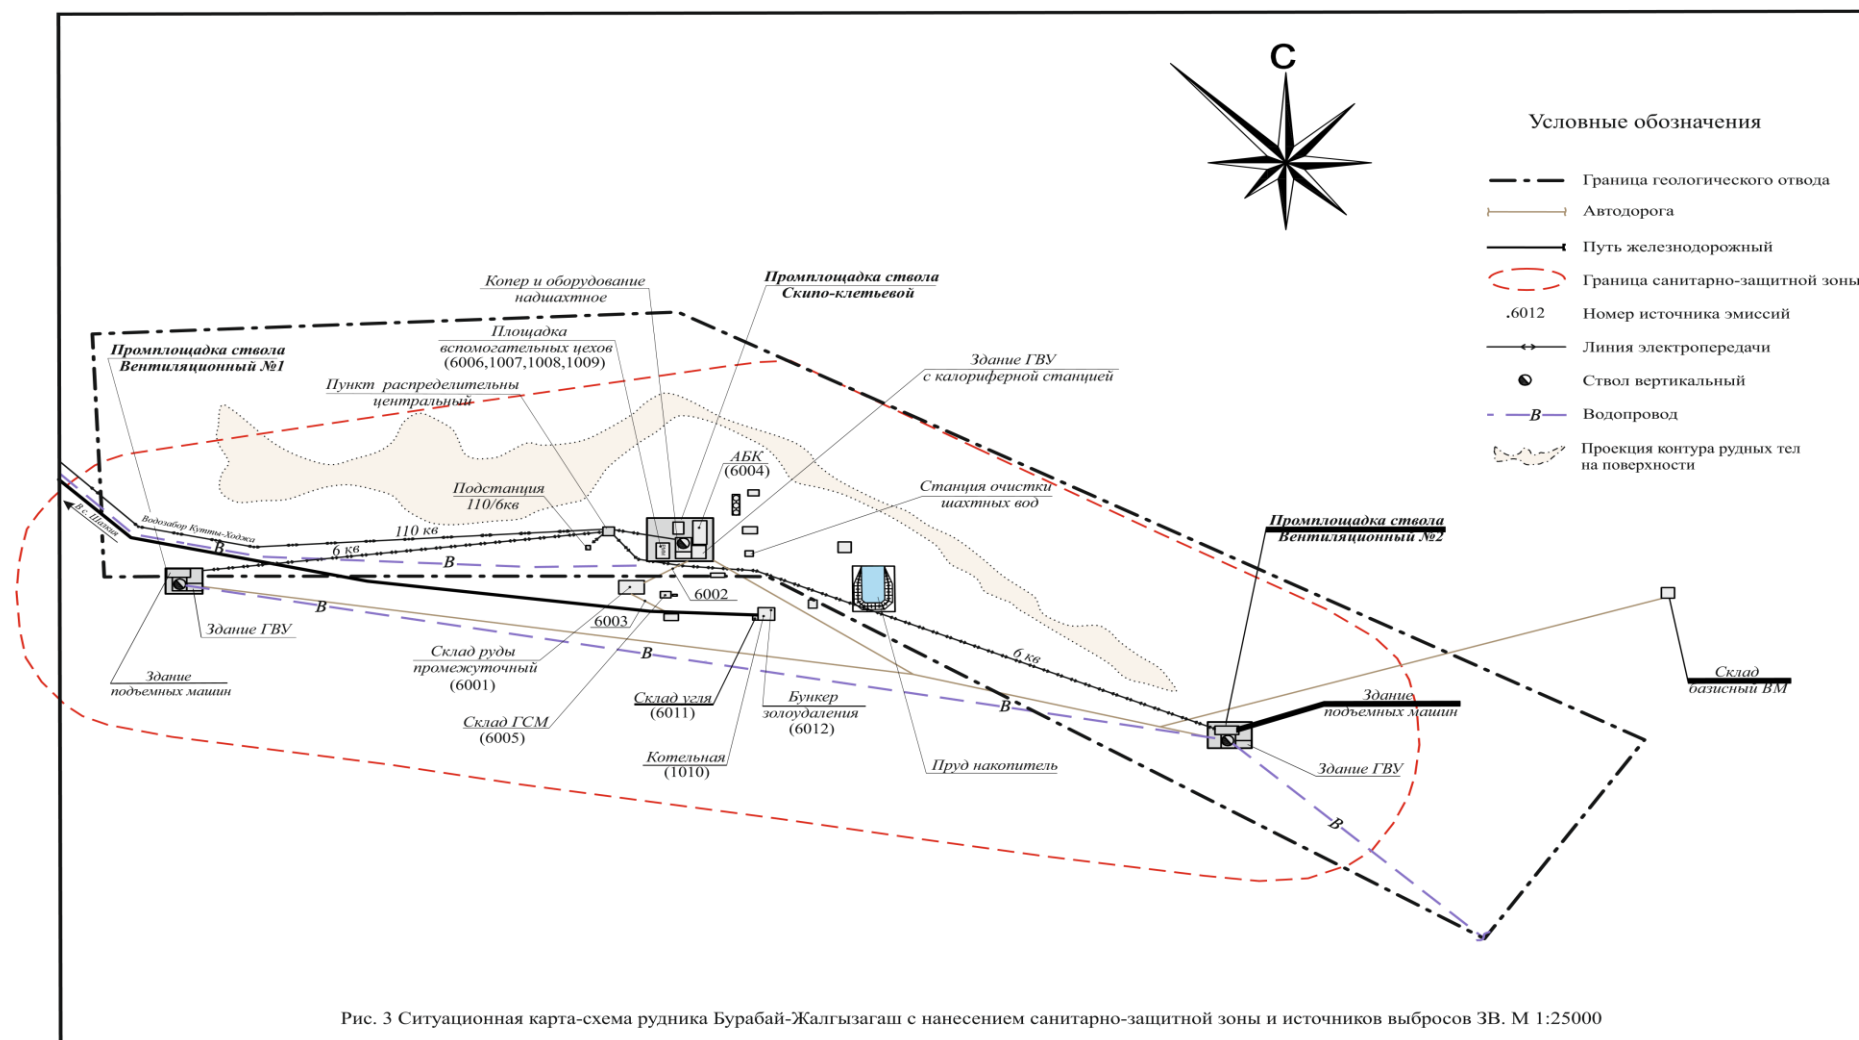 С
Условные обозначения
Граница геологического отвода
Автодорога
Путь железнодорожный
Граница санитарно-защитной зоны
.6012 Номер источника эмиссий
Линия электропередачи
Ствол вертикальный
В Водопровод
Проекция контура рудных тел
на поверхности
Копер и оборудование
надшахтное
Промплощадка ствола
Скипо-клетьевой
Площадка
вспомогательных цехов
(6006,1007,1008,1009)
Промплощадка ствола
Вентиляционный №1
Здание ГВУ
с калориферной станцией
Пункт распределительны
центральный
АБК
(6004)
Подстанция
110/6кв
Станция очистки
шахтных вод
Промплощадка ствола
Вентиляционный №2
В с. Шиккия
Водозабор Кутты-Ходжа
110 кв
6 кв
В
В
В
6002
6003
Здание ГВУ
Склад руды
промежуточный
(6001)
В
6 кв
Здание
подъемных машин
Склад угля
(6011)
Бункер
золоудаления
(6012)
Склад ГСМ
(6005)
Котельная
(1010)
Пруд накопитель
В
Здание
подъемных машин
Склад
базисный ВМ
Здание ГВУ
В
Рис. 3 Ситуационная карта-схема рудника Бурабай-Жалгызагаш с нанесением санитарно-защитной зоны и источников выбросов ЗВ. М 1:25000